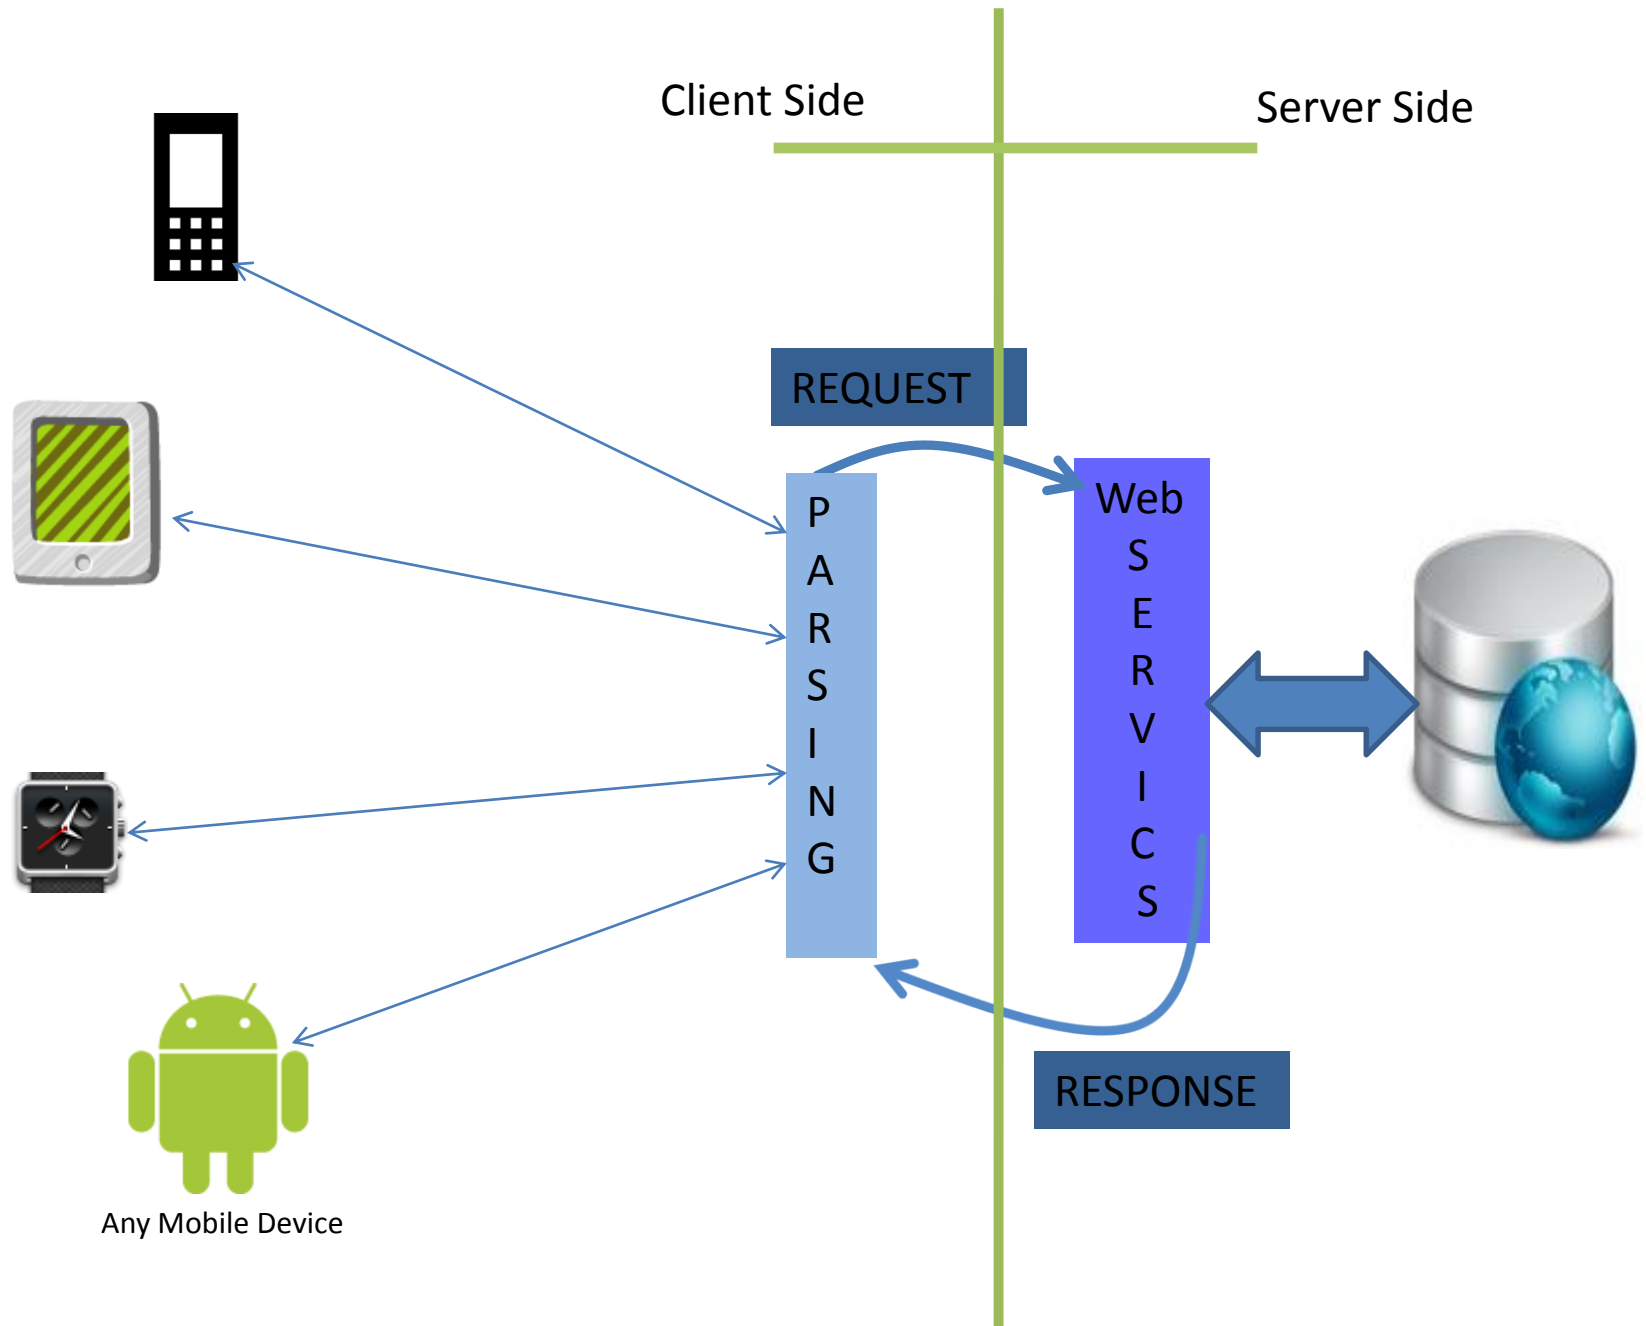 Client Side
Server Side
REQUEST
P
A
R
S
I
N
G
Web
S
E
R
V
I
C
S
RESPONSE
Any Mobile Device